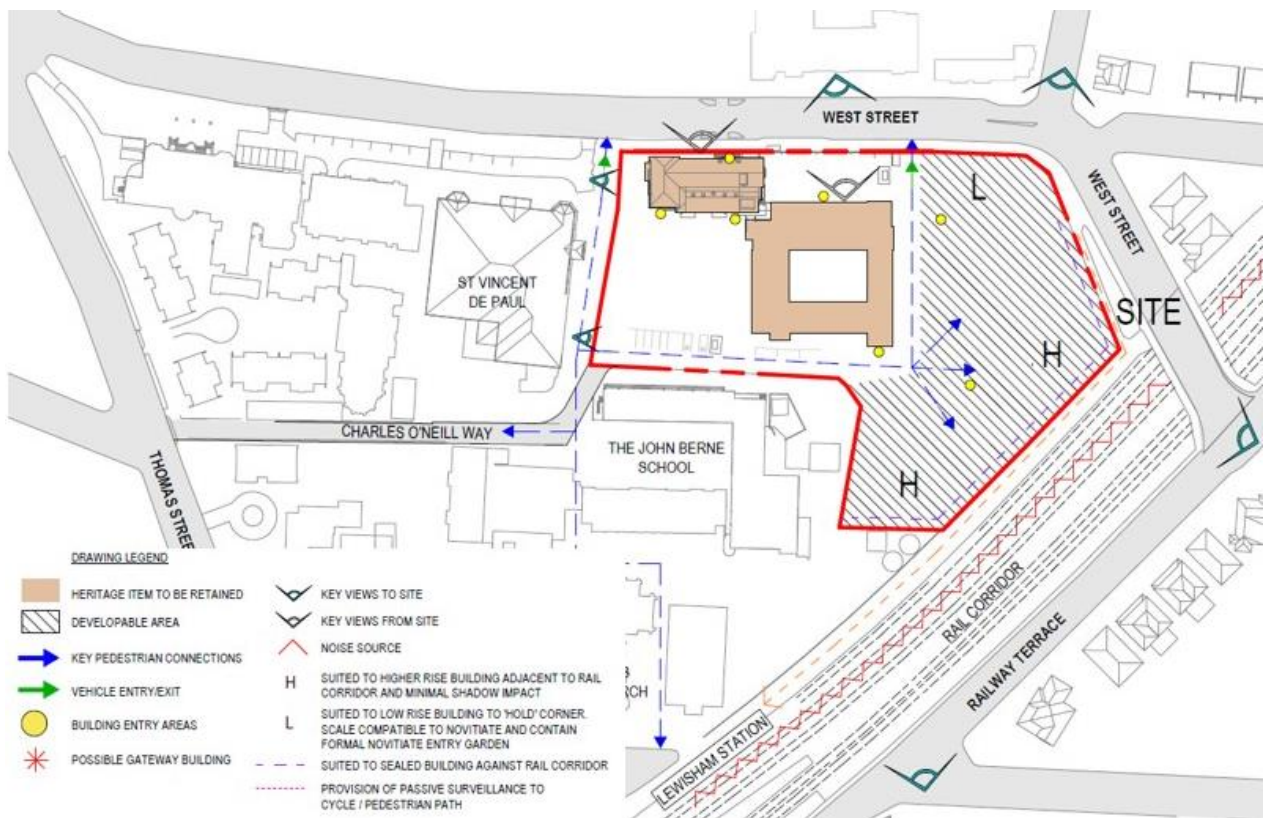 WEST STREET
WEST STREET
L
SITE
ST VINCENT
DE PAUL
H
CHARLES O'NEILL WAY
THE JOHN BERNE
SCHOOL
H
THOMAS STREE
RAIL CORRIDOR
RAILWAY TERRACE
LEWISHAM STATION
RCH
DRAWING LEGEND
HERITAGE ITEM TO BE RETAINED
DEVELOPABLE AREA
KEY PEDESTRIAN CONNECTIONS
VEHICLE ENTRY/EXIT
BUILDING ENTRY AREAS
POSSIBLE GATEWAY BUILDING
KEY VIEWS TO SITE
KEY VIEWS FROM SITE
NOISE SOURCE
H SUITED TO HIGHER RISE BUILDING ADJACENT TO RAIL
CORRIDOR AND MINIMAL SHADOW IMPACT
L SUITED TO LOW RISE BUILDING TO 'HOLD' CORNER.
SCALE COMPATIBLE TO NOVITIATE AND CONTAIN
FORMAL NOVITIATE ENTRY GARDEN
SUITED TO SEALED BUILDING AGAINST RAIL CORRIDOR
PROVISION OF PASSIVE SURVEILLANCE TO
CYCLE / PEDESTRIAN PATH